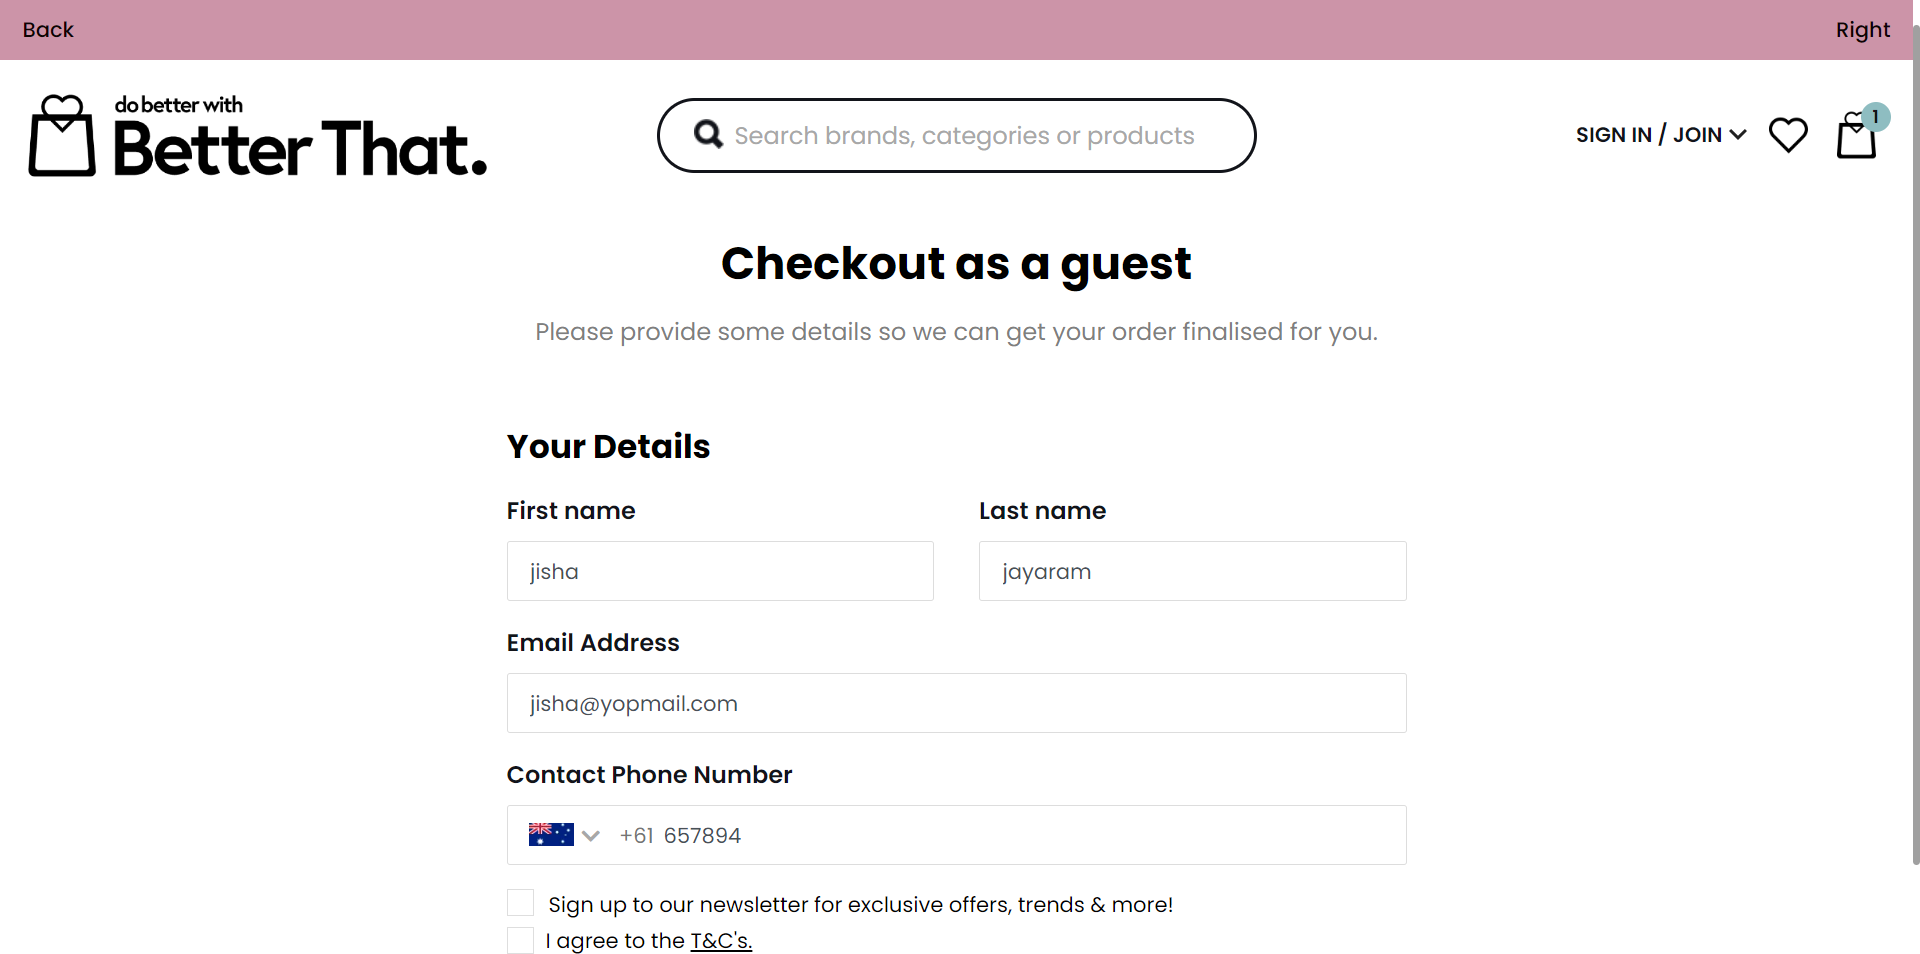 Back Right
do better with
Better That.
Search brands, categories or products
SIGN IN / JOIN
1
Checkout as a guest
Please provide some details so we can get your order finalised for you.
Your Details
First name Last name
jisha jayaram
Email Address
jisha@yopmail.com
Contact Phone Number
+61 657894
Sign up to our newsletter for exclusive offers, trends & more!
I agree to the T&C's.